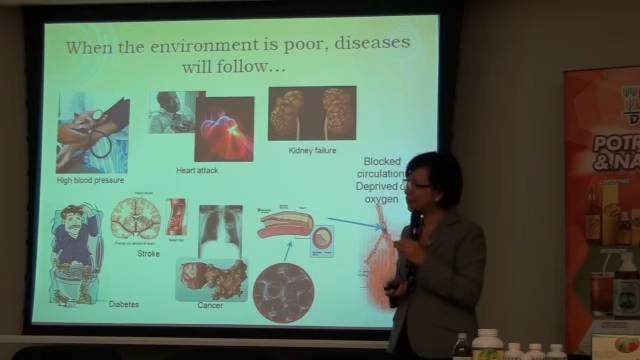 When the environment is poor, diseases
will follow...
High blood pressure
Heart attack
Kidney failure
Blocked
circulation
Deprived
oxygen
Stroke
Diabetes
Cancer
POTR
& NA